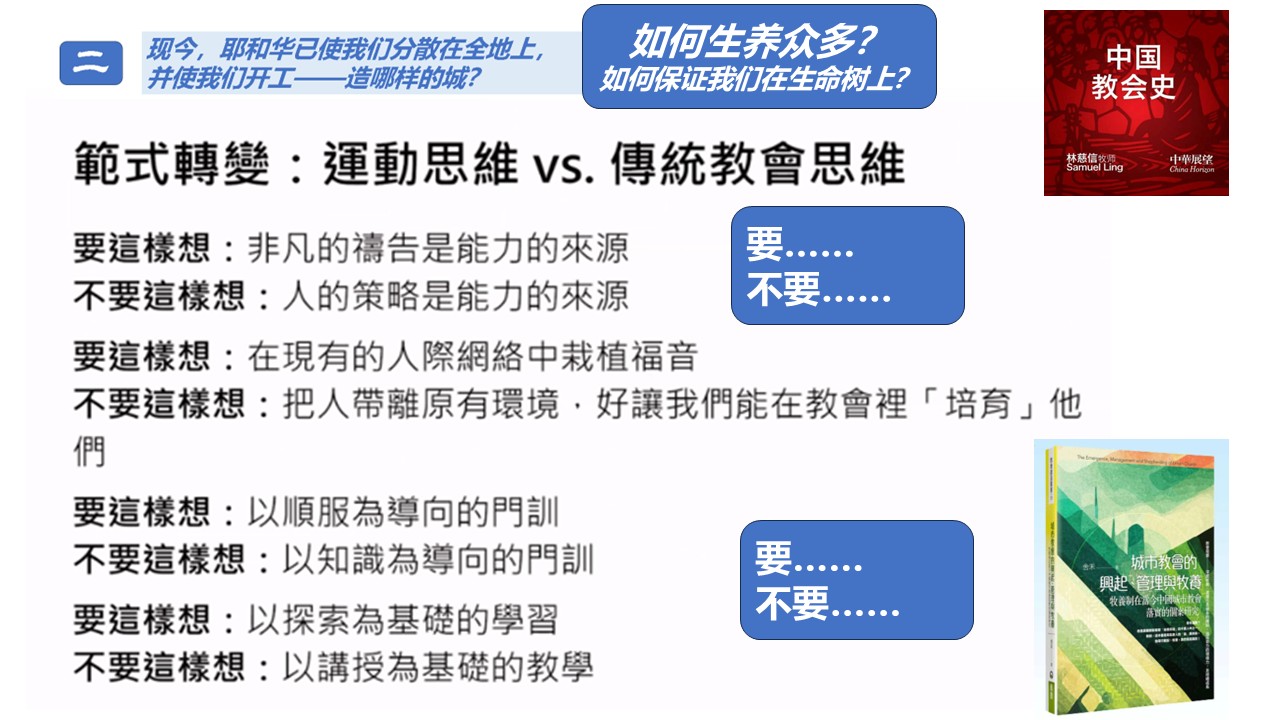 二
现今，耶和华已使我们分散在全地上，
并使我们开工——造哪样的城？
如何生养众多？
如何保证我们在生命树上？
中国
教会史
林慈信牧师
Samuel Ling
中華展望
China Horizon
範式轉變：運動思維 vs. 傳統教會思維
要這樣想：非凡的禱告是能力的來源
不要這樣想：人的策略是能力的來源
要……
不要……
要這樣想：在現有的人際網絡中栽植福音
不要這樣想：把人帶離原有環境，好讓我們能在教會裡「培育」他
們
要這樣想：以順服為導向的門訓
不要這樣想：以知識為導向的門訓
要……
不要……
要這樣想：以探索為基礎的學習
不要這樣想：以講授為基礎的教學
城市教會的
興起、管理與牧養
牧養制在當今中國城市教會
落實的個案研究